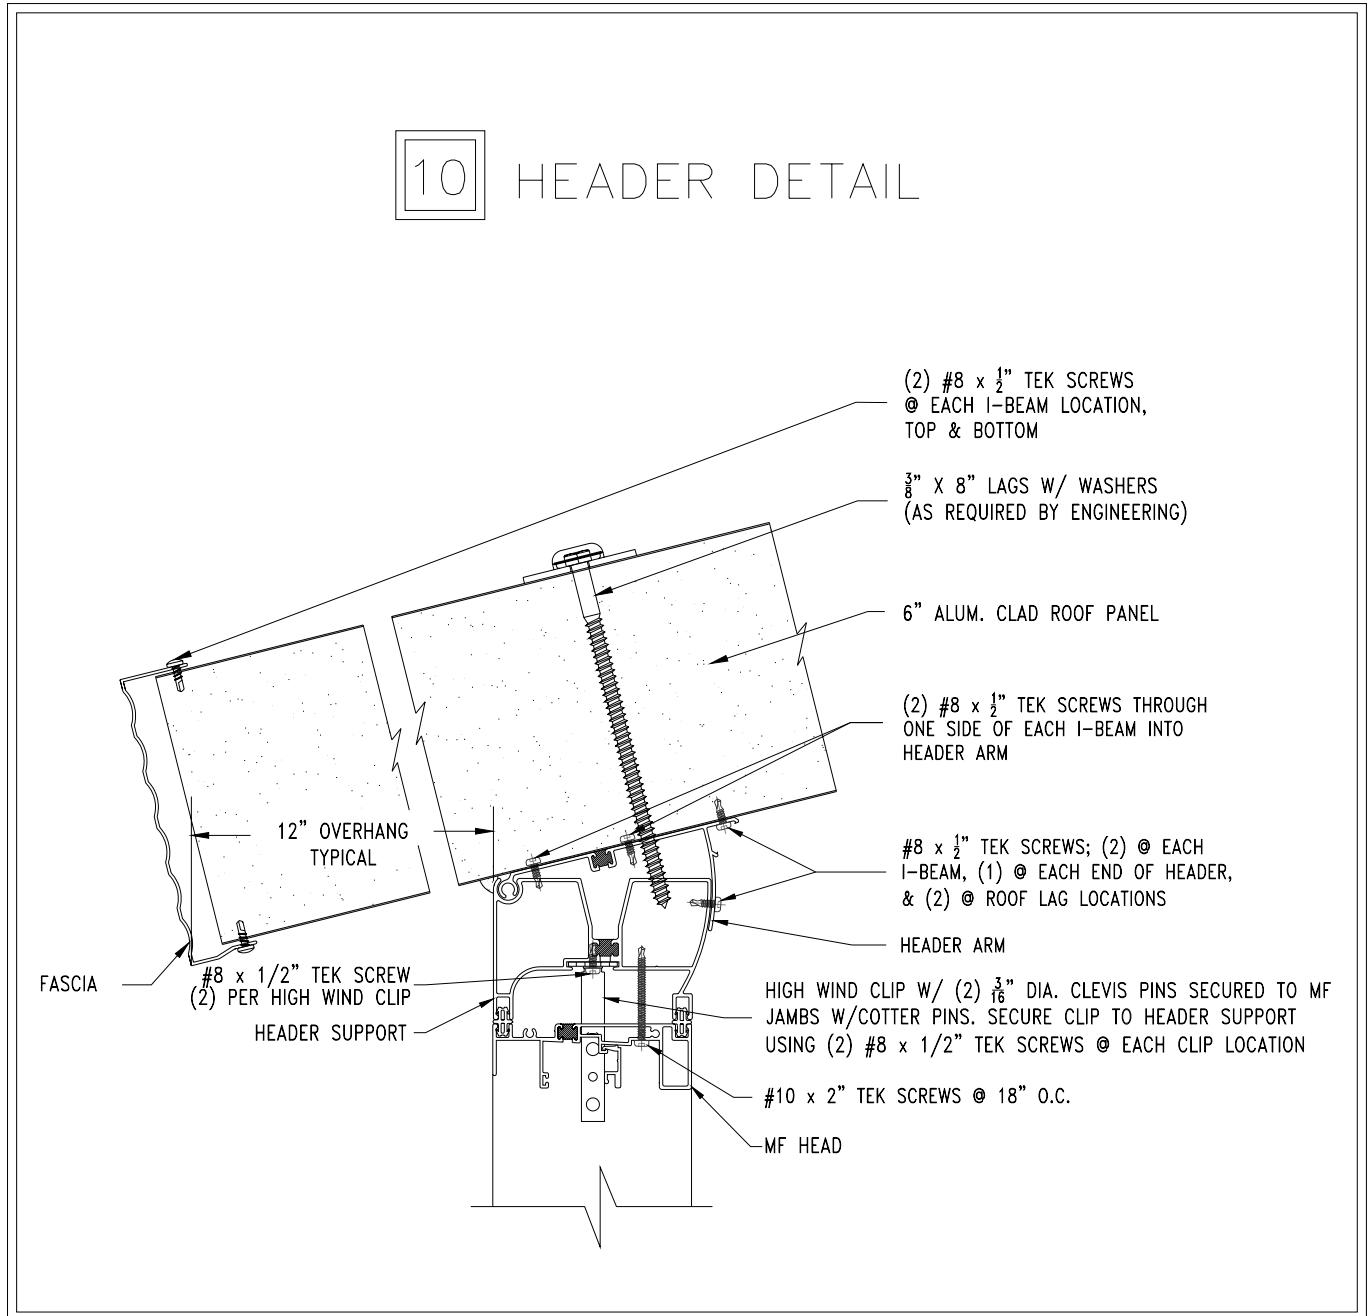 10 HEADER DETAIL
(2) #8 x 1/2" TEK SCREWS
@ EACH I-BEAM LOCATION,
TOP & BOTTOM
3/8" X 8" LAGS W/ WASHERS
(AS REQUIRED BY ENGINEERING)
6" ALUM. CLAD ROOF PANEL
(2) #8 x 1/2" TEK SCREWS THROUGH
ONE SIDE OF EACH I-BEAM INTO
HEADER ARM
12" OVERHANG
TYPICAL
#8 x 1/2" TEK SCREWS; (2) @ EACH
I-BEAM, (1) @ EACH END OF HEADER,
& (2) @ ROOF LAG LOCATIONS
HEADER ARM
FASCIA
#8 x 1/2" TEK SCREW
(2) PER HIGH WIND CLIP
HEADER SUPPORT
HIGH WIND CLIP W/ (2) 3/16" DIA. CLEVIS PINS SECURED TO MF
JAMBS W/COTTER PINS. SECURE CLIP TO HEADER SUPPORT
USING (2) #8 x 1/2" TEK SCREWS @ EACH CLIP LOCATION
#10 x 2" TEK SCREWS @ 18" O.C.
MF HEAD